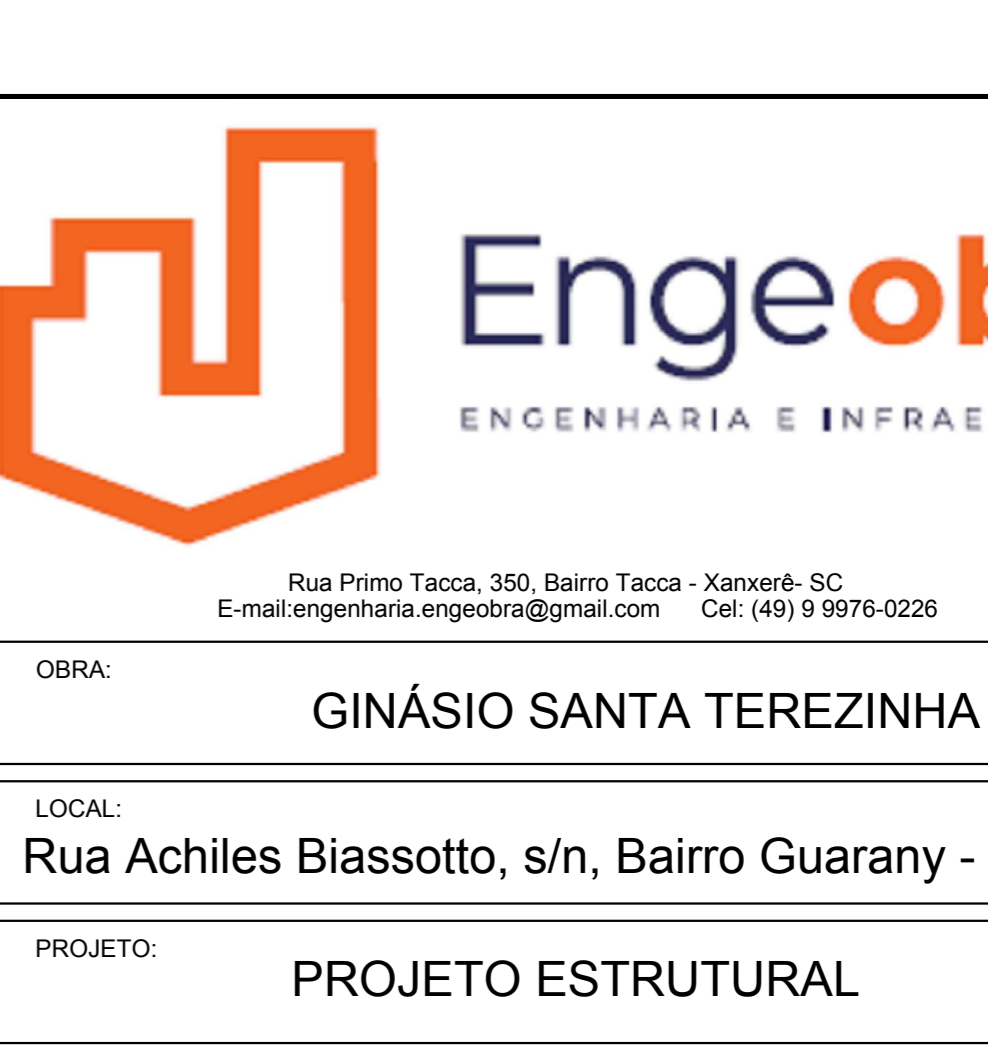 Engeob
ENGENHARIA E INFRAE
Rua Primo Tacca, 350, Bairro Tacca - Xanxerê- SC
E-mail:engenharia.engeobra@gmail.com Cel: (49) 9 9976-0226
OBRA:
GINÁSIO SANTA TEREZINHA
LOCAL:
Rua Achiles Biassotto, s/n, Bairro Guarany -
PROJETO:
PROJETO ESTRUTURAL